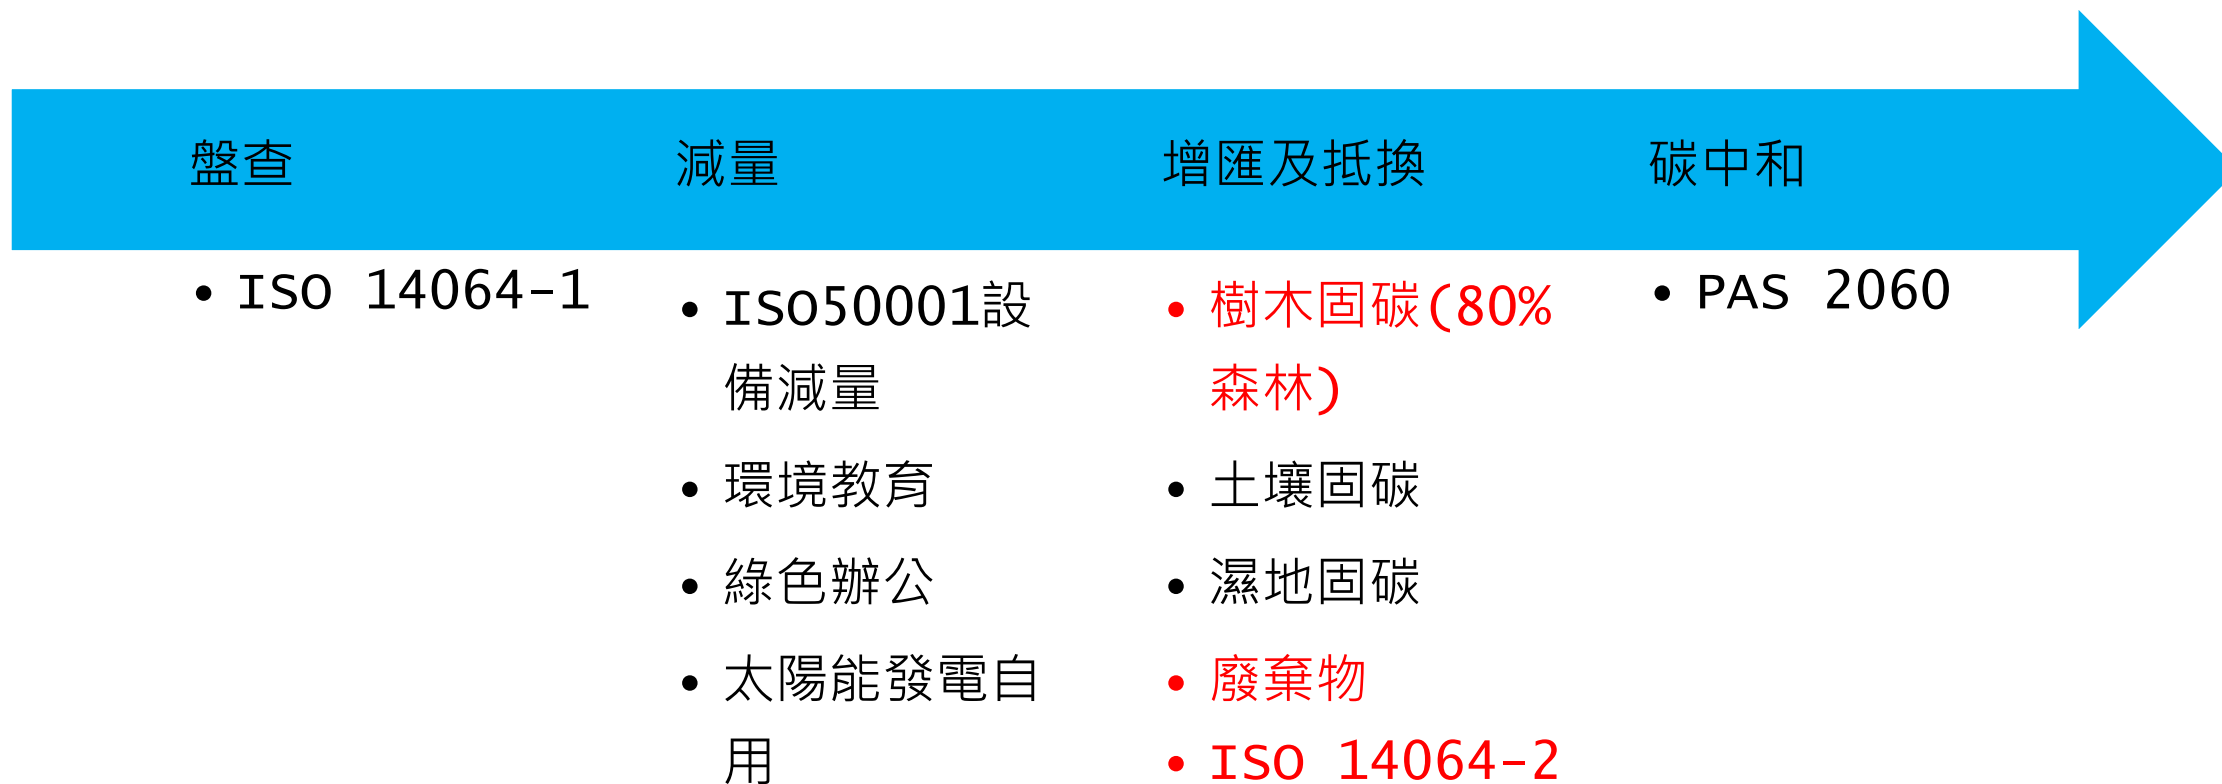 盤查
減量
增匯及抵換
碳中和
• ISO 14064-1
• ISO50001設
備減量
• 環境教育
• 綠色辦公
• 太陽能發電自
用
• 樹木固碳(80%
森林)
• 土壤固碳
• 濕地固碳
• 廢棄物
• ISO 14064-2
• PAS 2060